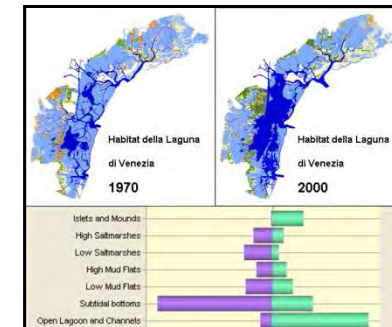 Habitat della Laguna
di Venezia
1970
Habitat della Laguna
di Venezia
2000
Islets and Mounds
High Saltmarshes
Low Saltmarshes
High Mud Flats
Low Mud Flats
Subtidal bottoms
Open Lagoon and Channels